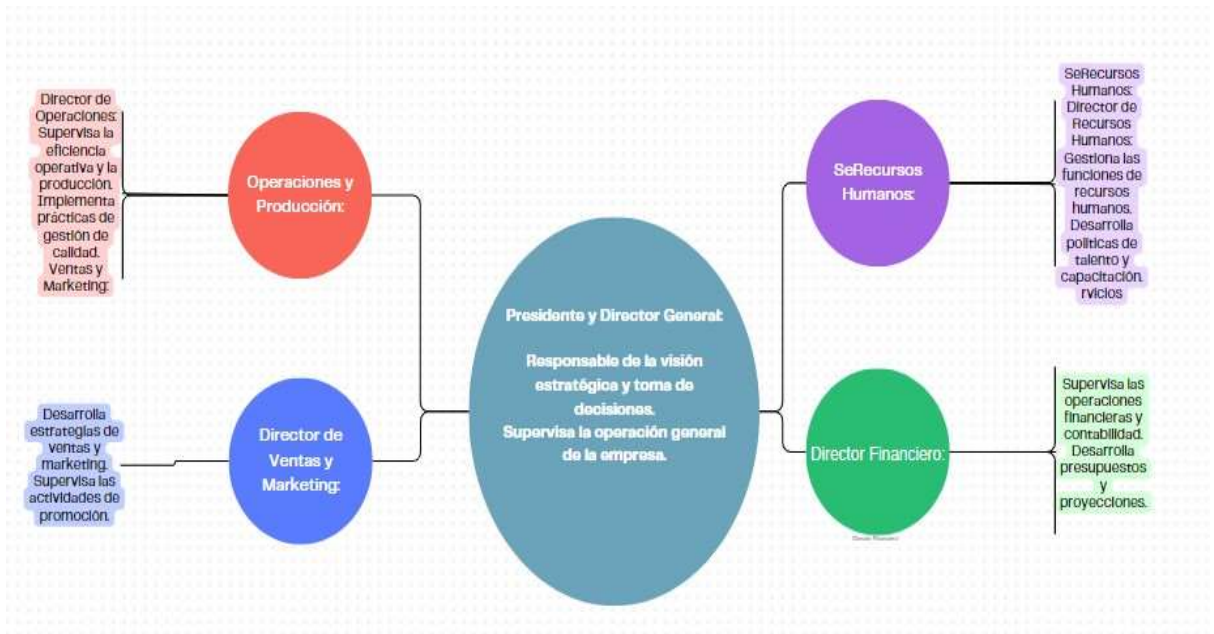 Director de
Operaciones:
Supervisa la
eficiencia
operativa y la
producción.
Implementa
prácticas de
gestión de
calidad.
Ventas y
Marketing:
Operaciones y
Producción:
Desarrolla
estrategias de
ventas y
marketing.
Supervisa las
actividades de
promoción.
Director de
Ventas y
Marketing:
Presidente y Director General:
Responsable de la visión
estratégica y toma de
decisiones.
Supervisa la operación general
de la empresa.
SeRecursos
Humanos:
SeRecursos
Humanos:
Director de
Recursos
Humanos:
Gestiona las
funciones de
recursos
humanos.
Desarrolla
políticas de
talento y
capacitación.
rvicios
Director Financiero:
Supervisa las
operaciones
financieras y
contabilidad.
Desarrolla
presupuestos
y
proyecciones.